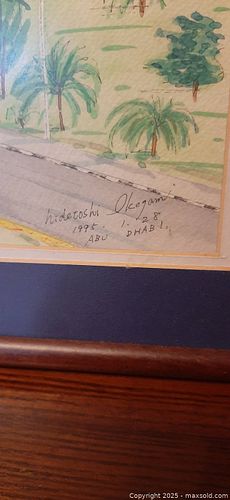 hidetoshi Okegami
1995. 1. 28
ABU DHABI.
Copyright © 2025 - maxsold.com